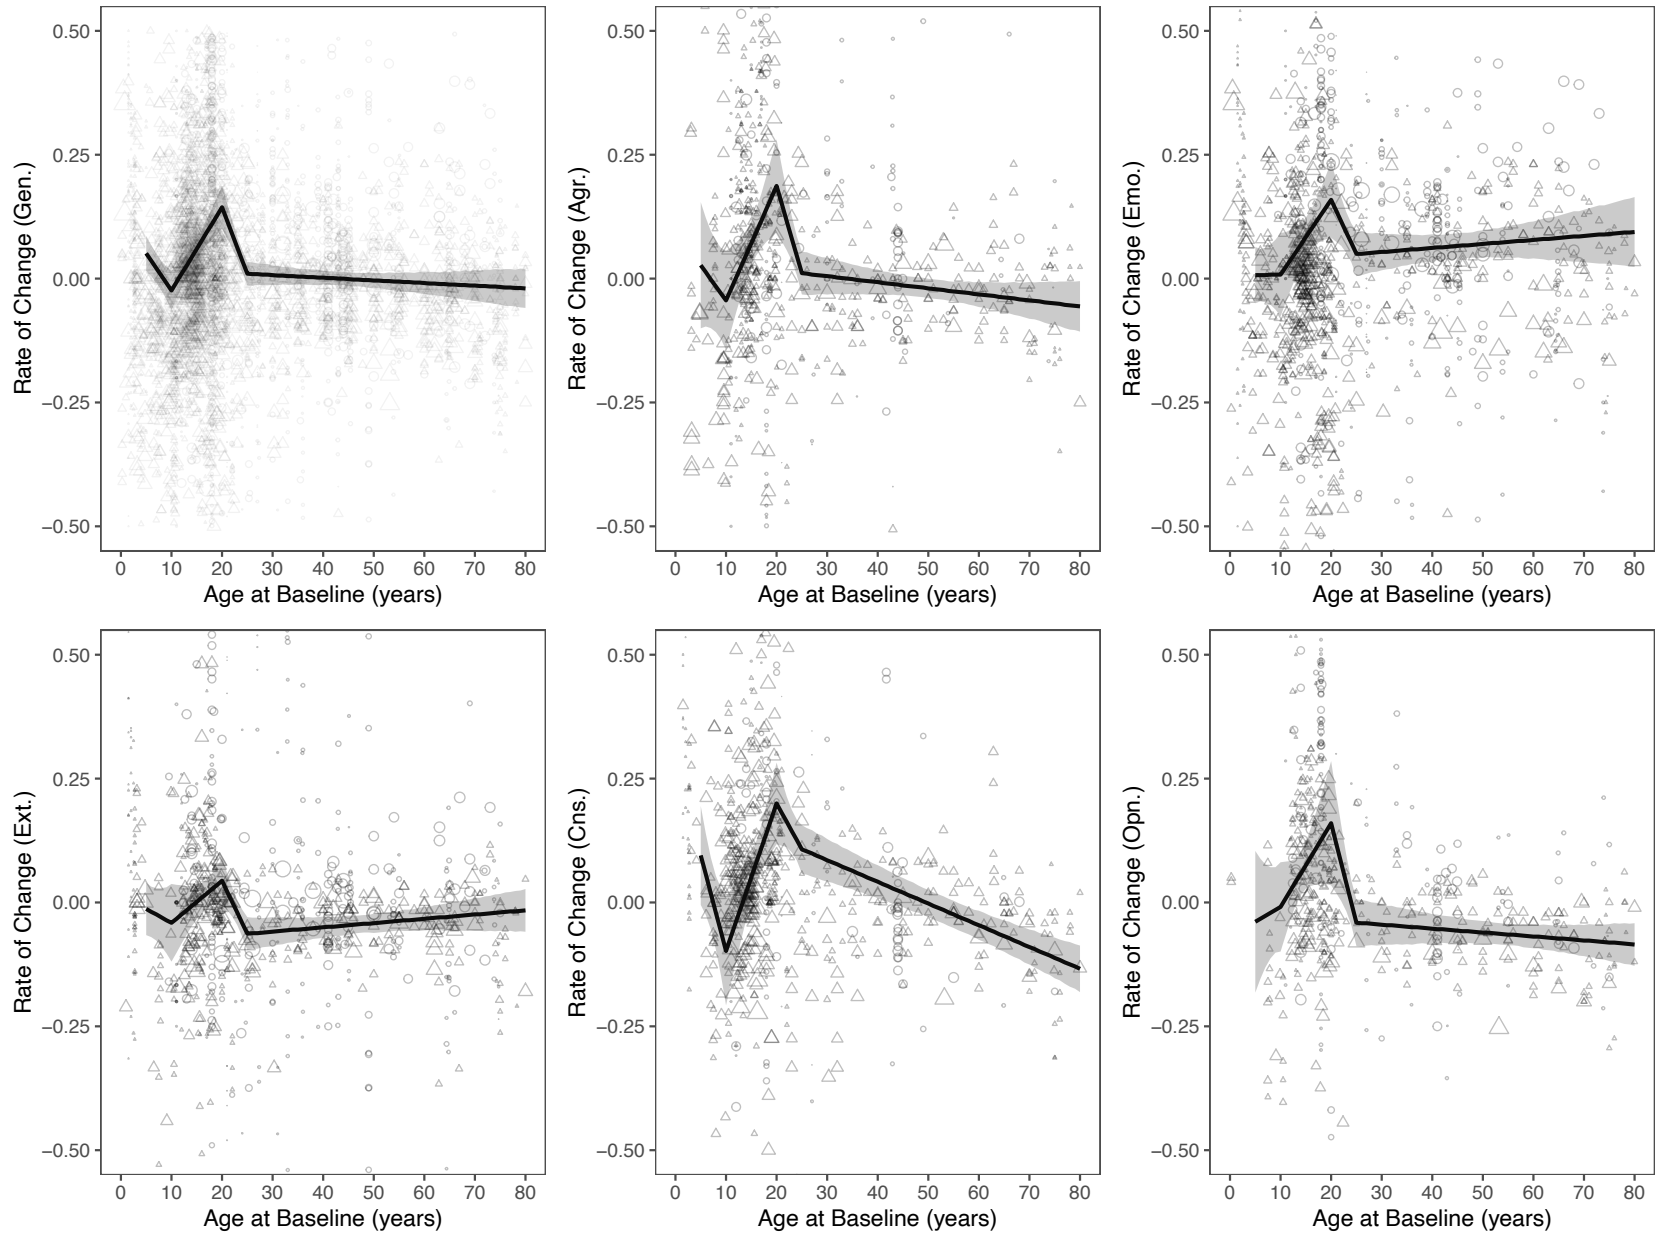 Rate of Change (Gen.)
0.50
0.25
0.00
−0.25
−0.50
0 10 20 30 40 50 60 70 80
Age at Baseline (years)
Rate of Change (Agr.)
0.50
0.25
0.00
−0.25
−0.50
0 10 20 30 40 50 60 70 80
Age at Baseline (years)
Rate of Change (Emo.)
0.50
0.25
0.00
−0.25
−0.50
0 10 20 30 40 50 60 70 80
Age at Baseline (years)
Rate of Change (Ext.)
0.50
0.25
0.00
−0.25
−0.50
0 10 20 30 40 50 60 70 80
Age at Baseline (years)
Rate of Change (Cns.)
0.50
0.25
0.00
−0.25
−0.50
0 10 20 30 40 50 60 70 80
Age at Baseline (years)
Rate of Change (Opn.)
0.50
0.25
0.00
−0.25
−0.50
0 10 20 30 40 50 60 70 80
Age at Baseline (years)